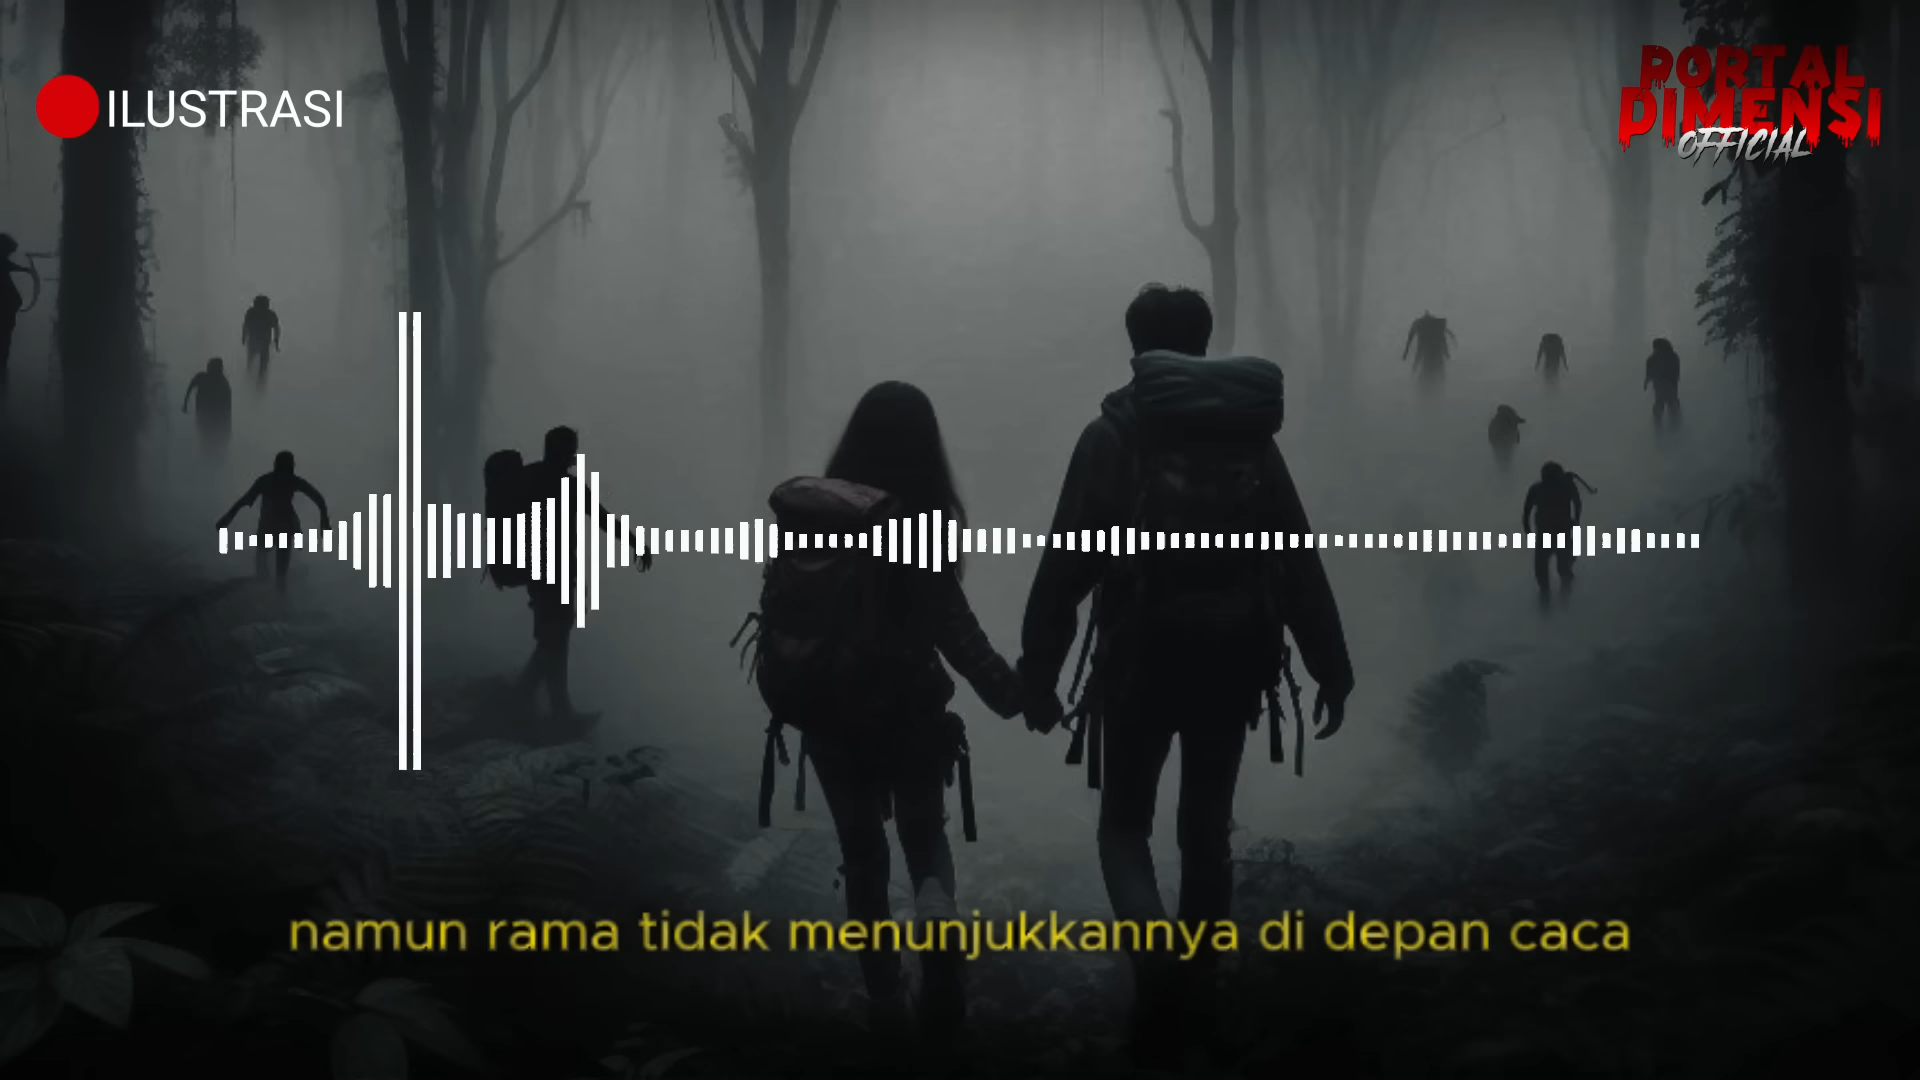 ILUSTRASI
PORTAL
DIMENSI
OFFICIAL
namun rama tidak menunjukkannya di depan caca